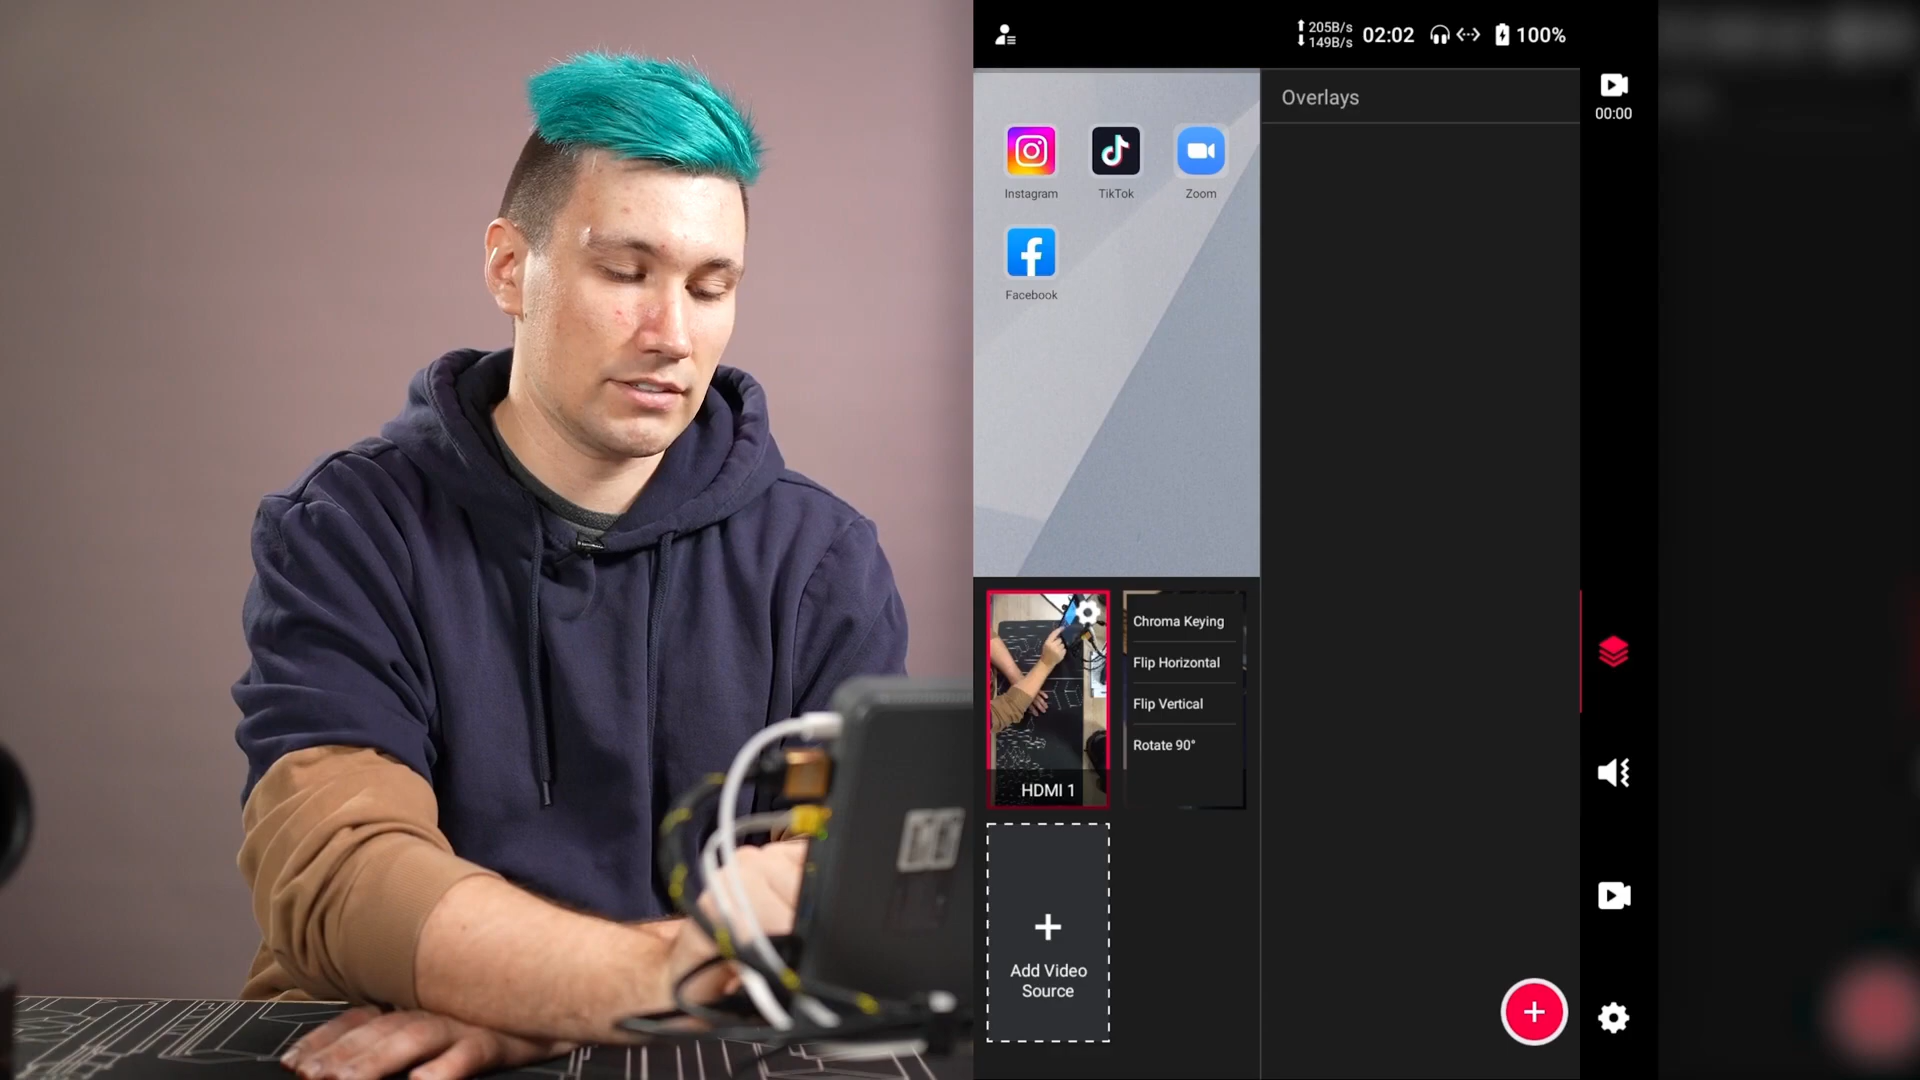 205B/s
149B/s
02:02
100%
00:00
Overlays
Instagram
TikTok
Zoom
Facebook
Chroma Keying
Flip Horizontal
Flip Vertical
Rotate 90°
HDMI 1
Add Video
Source